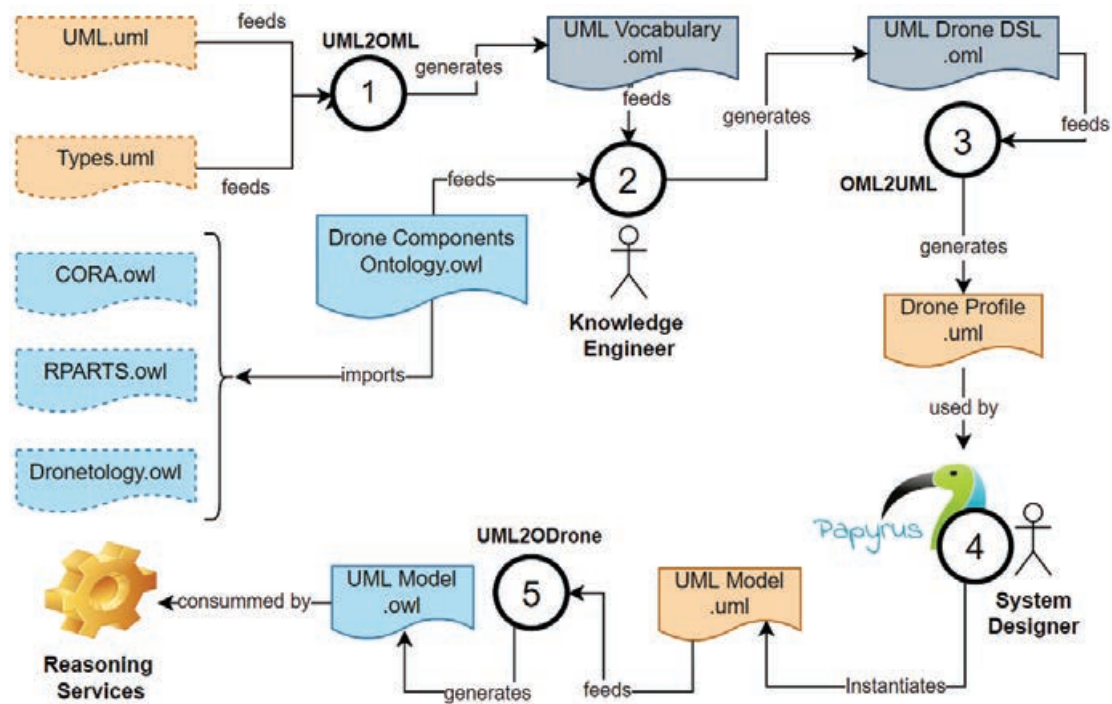 feeds
UML.uml
UML2OML
1
generates
UML Vocabulary
.oml
feeds
generates
UML Drone DSL
.oml
feeds
3
OML2UML
Types.uml
feeds
feeds
2
Knowledge
Engineer
Drone Components
Ontology.owl
imports
CORA.owl
RPARTS.owl
Dronetology.owl
generates
Drone Profile
.uml
used by
Papyrus
4
System
Designer
Instantiates
UML Model
.uml
feeds
UML2ODrone
5
generates
UML Model
.owl
consummed by
Reasoning
Services